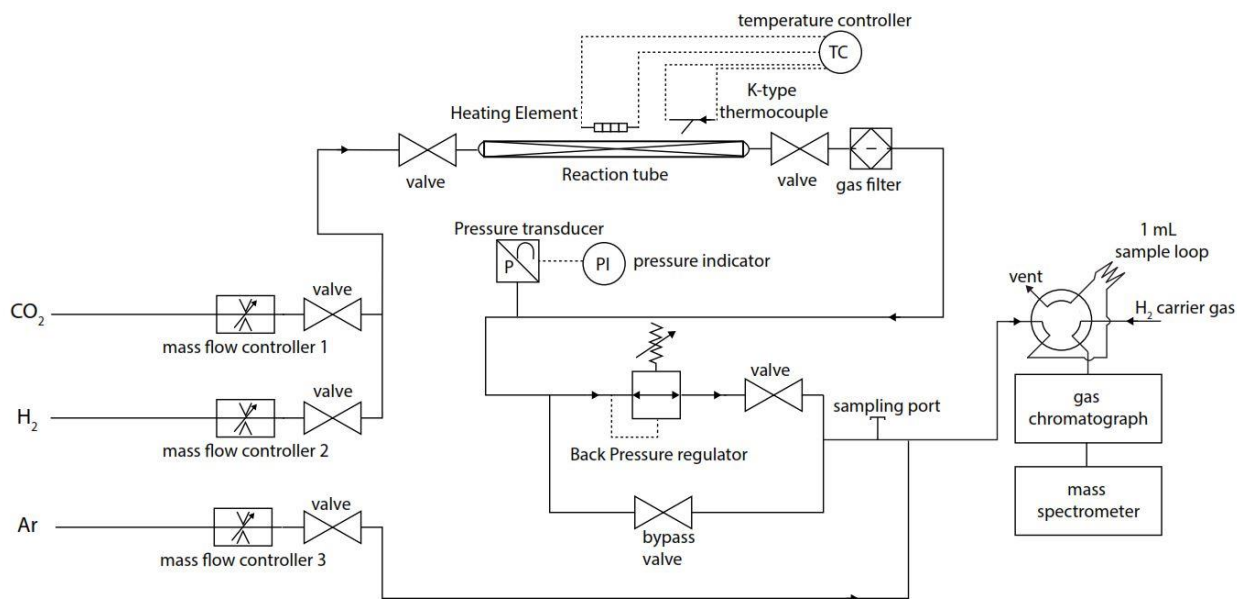 temperature controller
TC
K-type
thermocouple
Heating Element
valve
Reaction tube
valve
gas filter
Pressure transducer
P
PI
pressure indicator
1 mL
sample loop
vent
H2 carrier gas
CO2
valve
mass flow controller 1
valve
sampling port
gas
chromatograph
H2
valve
mass flow controller 2
Back Pressure regulator
mass
spectrometer
Ar
valve
mass flow controller 3
bypass
valve